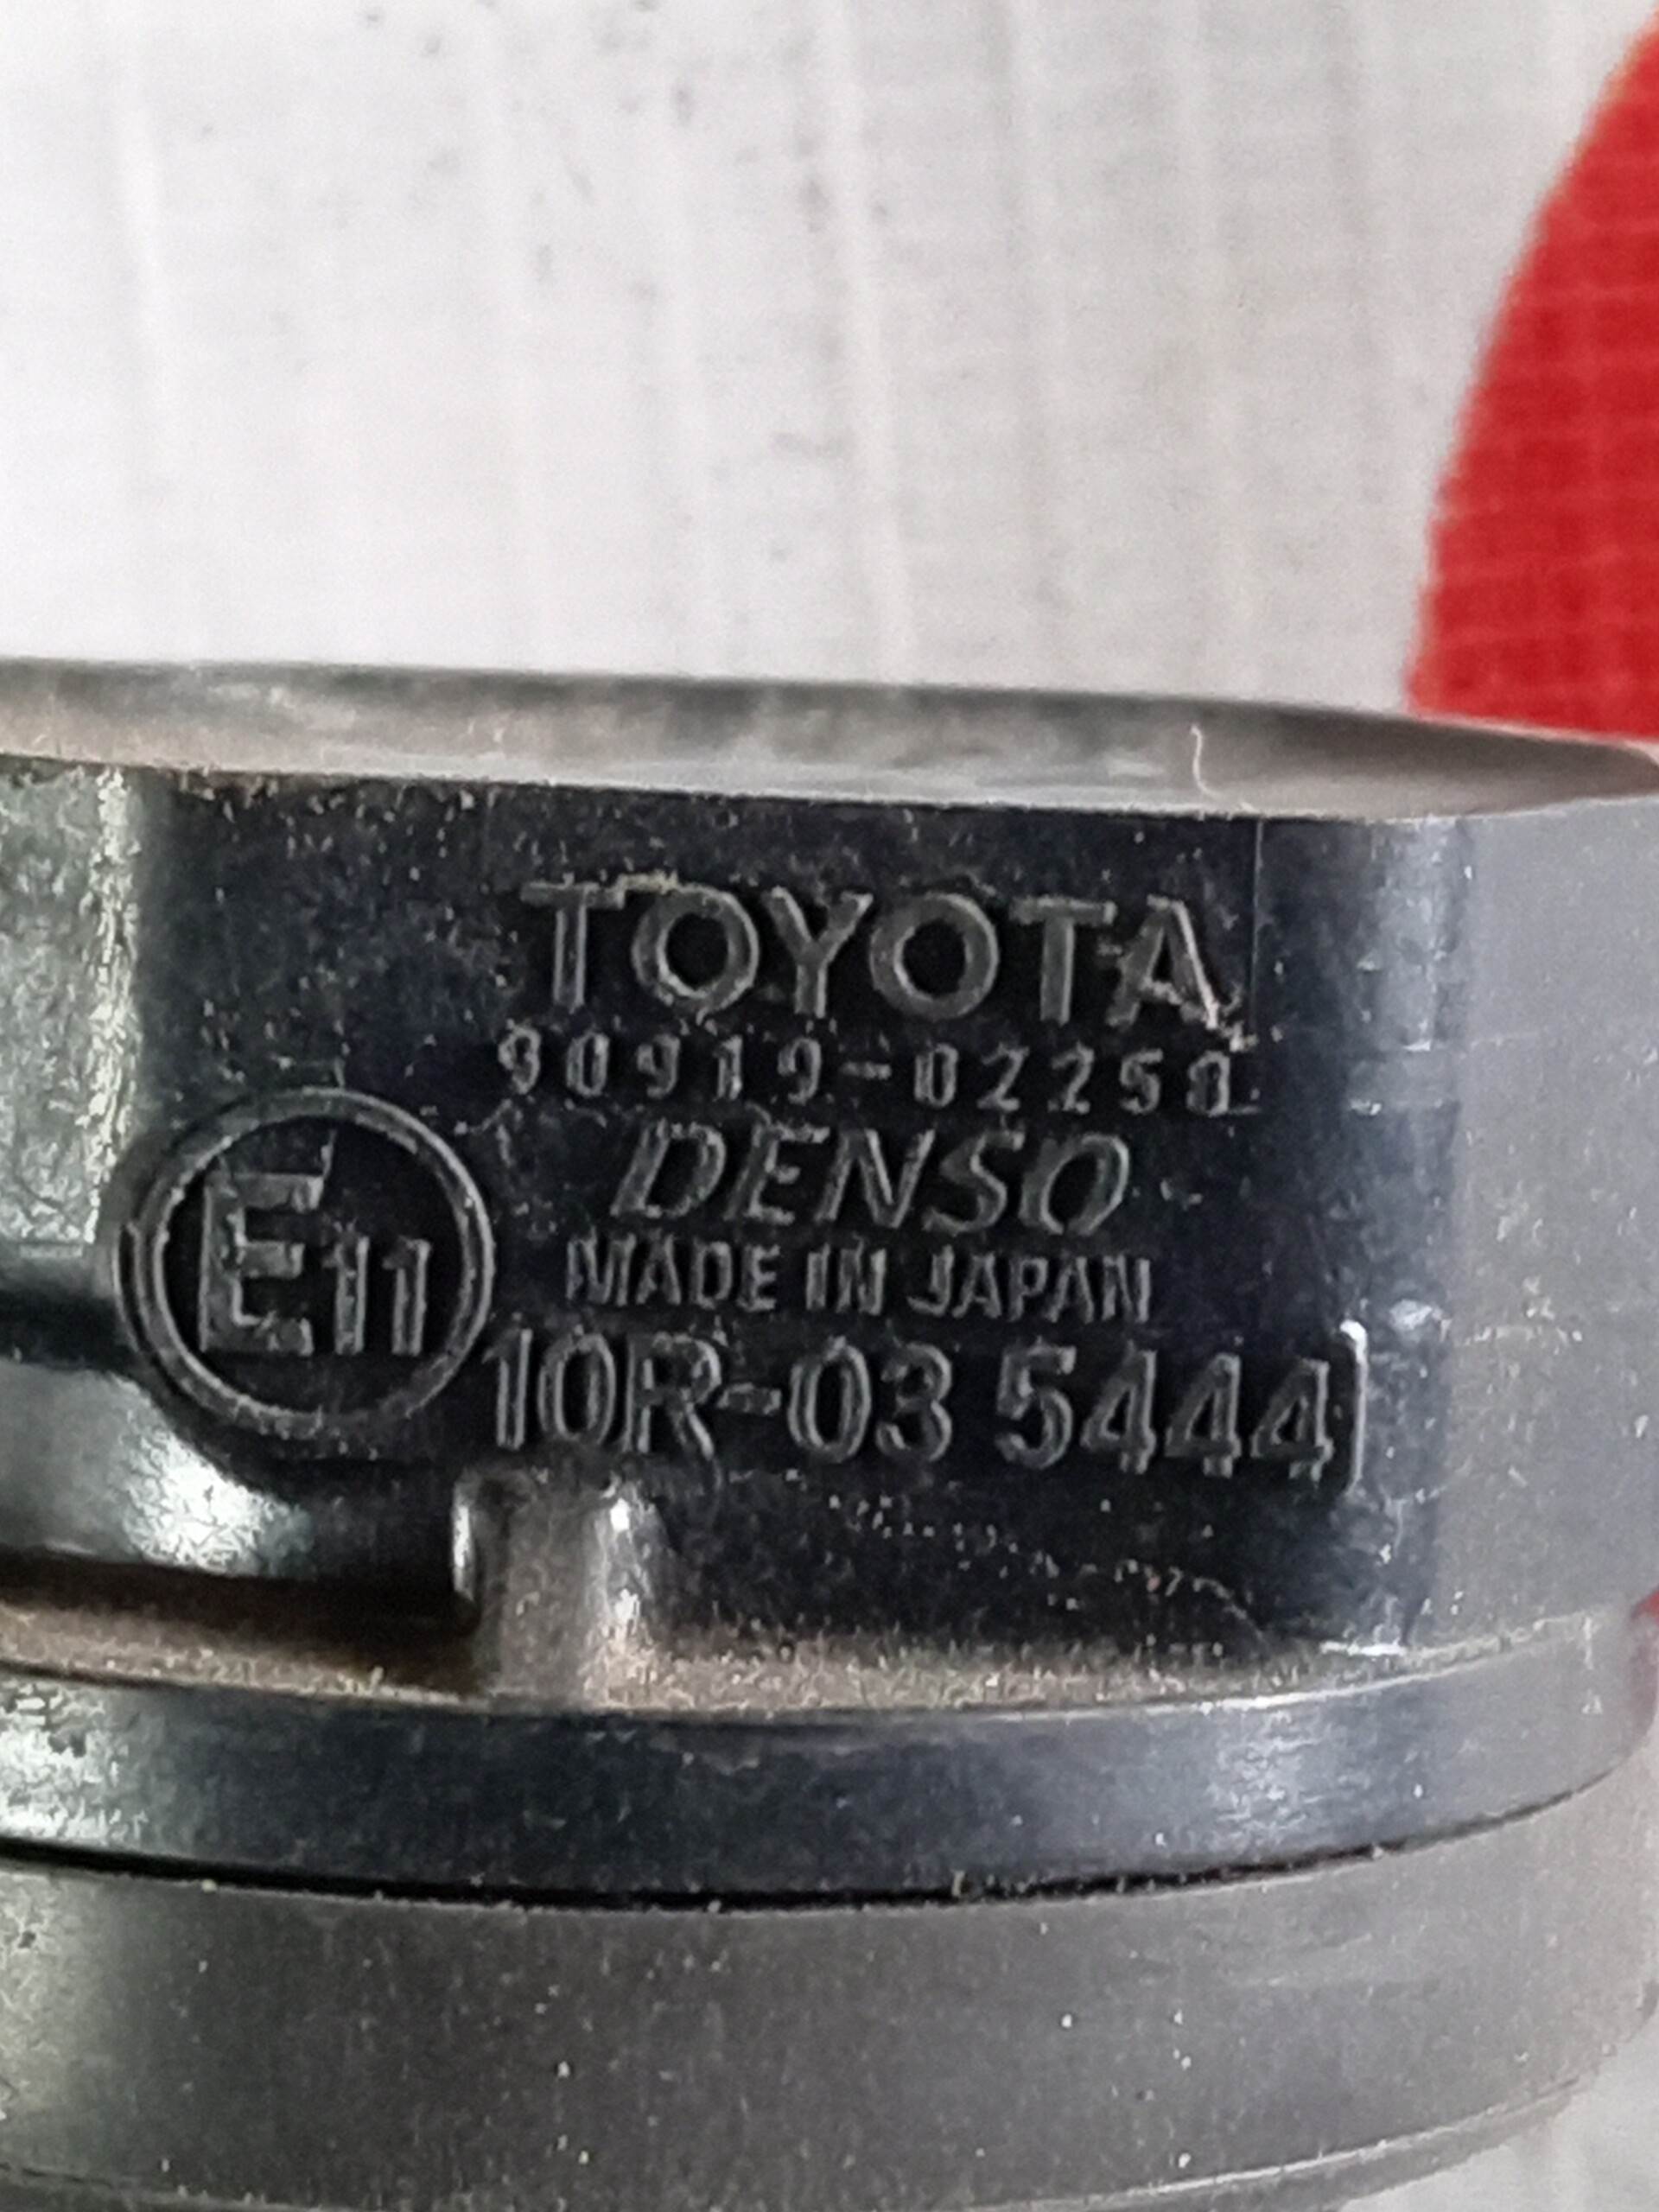 TOYOTA
90919-02258
DENSO
E11
MADE IN JAPAN
10R-03 5444